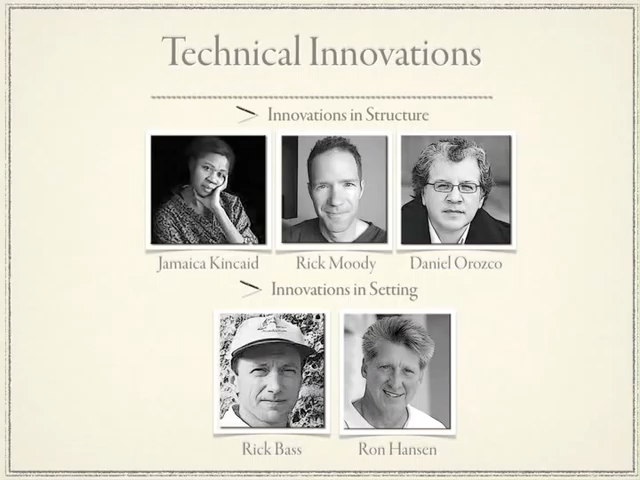 Technical Innovations
Innovations in Structure
Jamaica Kincaid Rick Moody Daniel Orozco
Innovations in Setting
Rick Bass Ron Hansen